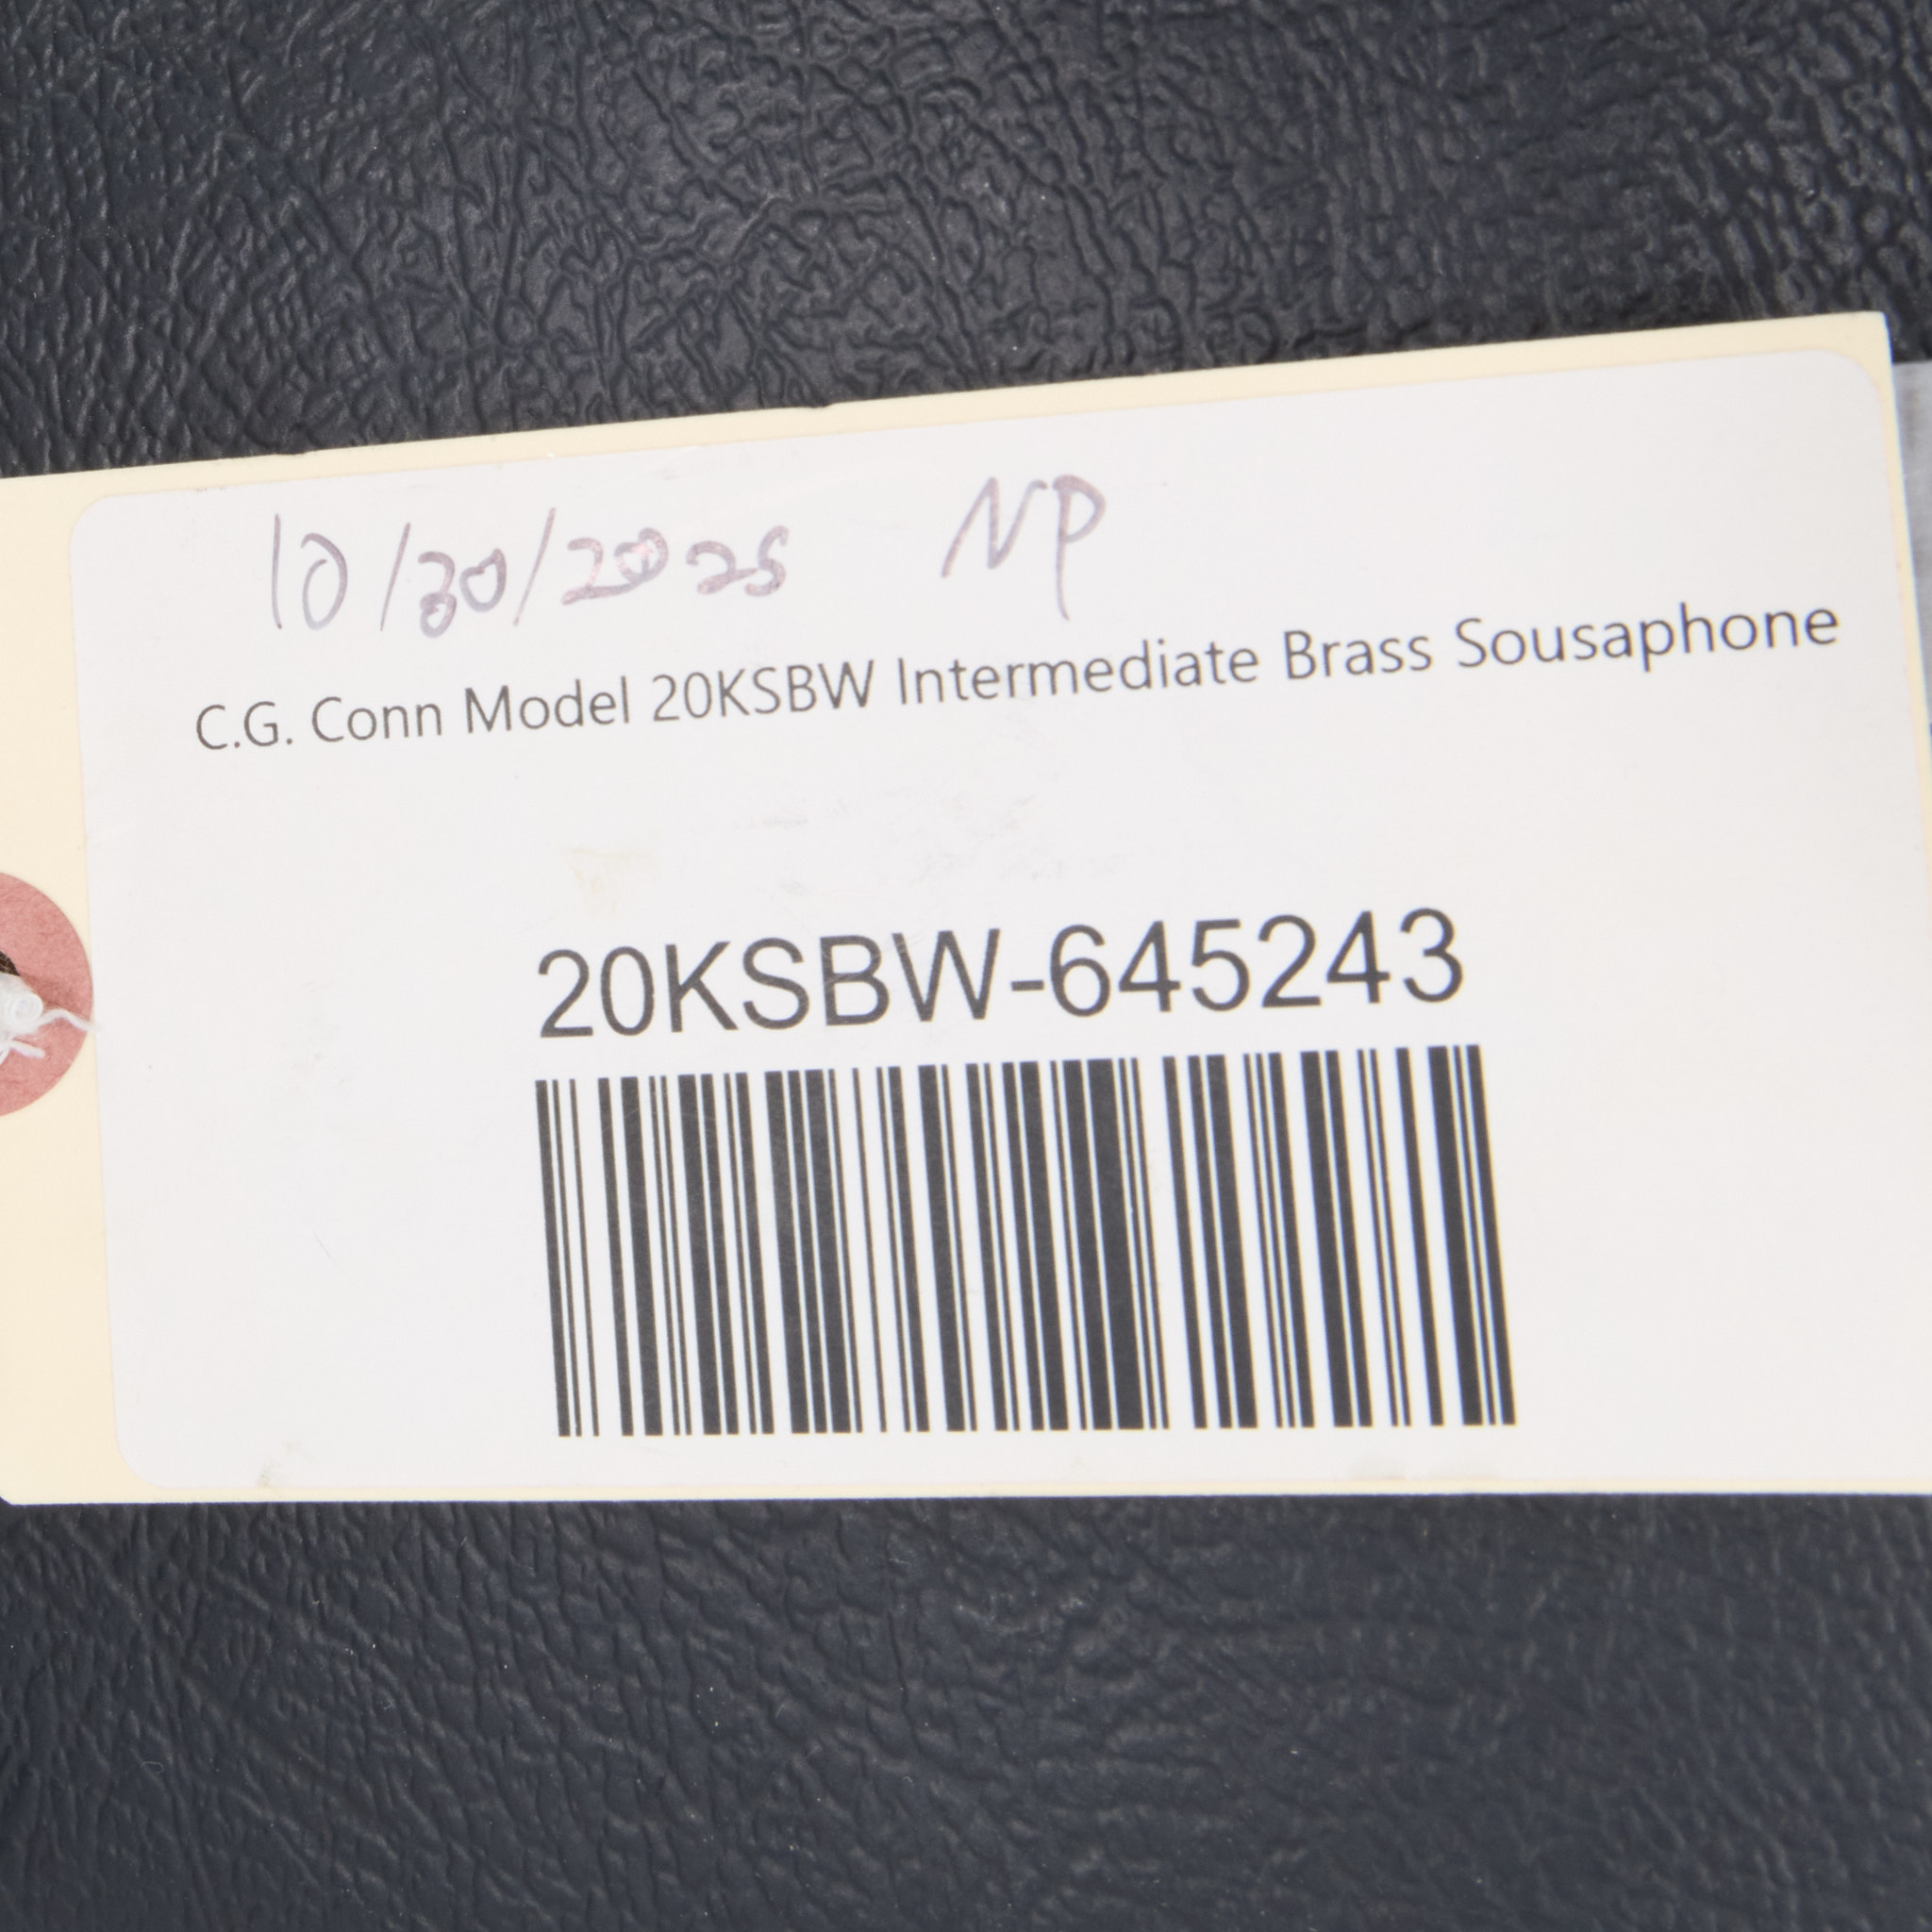 10/30/2025 NP
C.G. Conn Model 20KSBW Intermediate Brass Sousaphone
20KSBW-645243